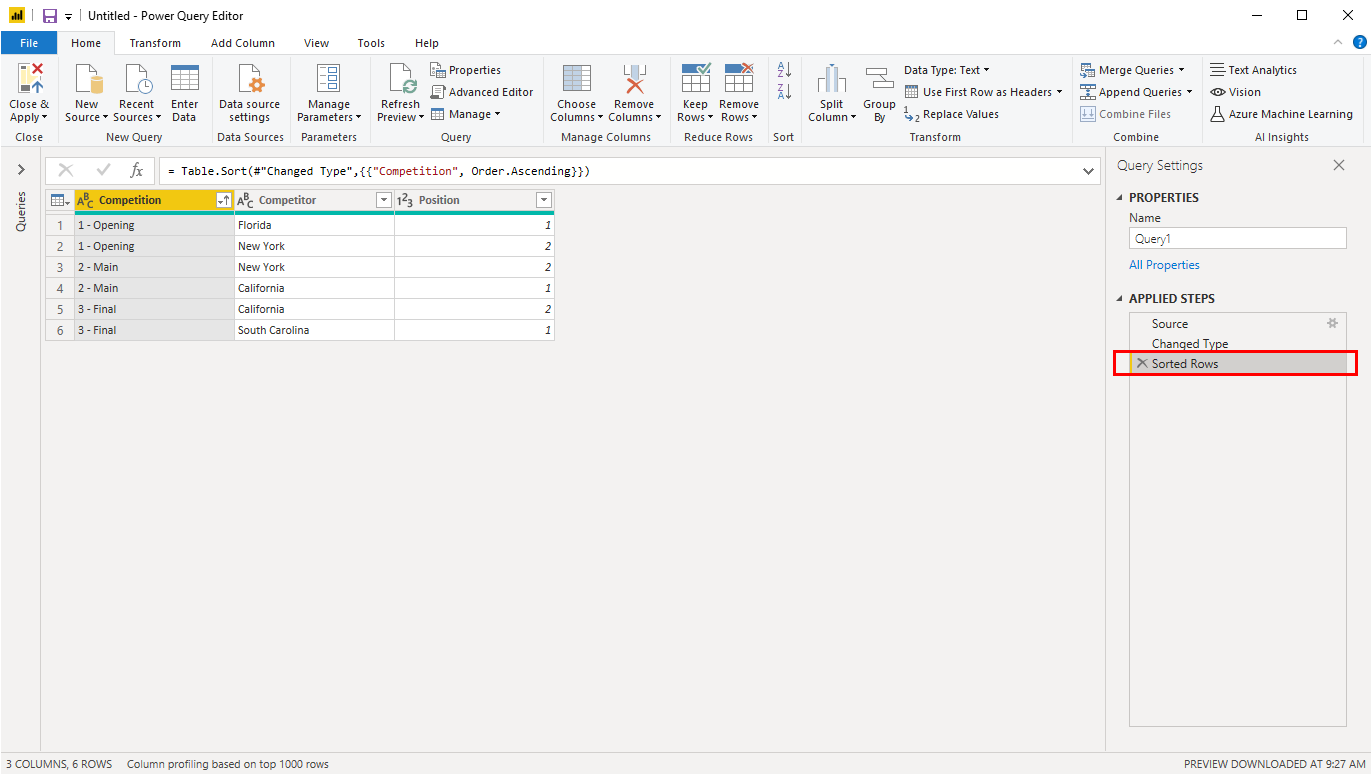 Untitled - Power Query Editor
File Home Transform Add Column View Tools Help
Close & Apply
Close
New Source
Recent Sources
Enter Data
New Query
Data source settings
Data Sources
Manage Parameters
Parameters
Refresh Preview
Properties
Advanced Editor
Manage
Query
Choose Columns
Remove Columns
Manage Columns
Keep Rows
Remove Rows
Reduce Rows
Sort
Split Column
Group By
Data Type: Text
Use First Row as Headers
Replace Values
Transform
Merge Queries
Append Queries
Combine Files
Combine
Text Analytics
Vision
Azure Machine Learning
AI Insights
Queries
fx = Table.Sort(#"Changed Type",{{"Competition", Order.Ascending}})
ABC Competition ABC Competitor 123 Position
1 1 - Opening Florida 1
2 1 - Opening New York 2
3 2 - Main New York 2
4 2 - Main California 1
5 3 - Final California 2
6 3 - Final South Carolina 1
Query Settings
PROPERTIES
Name
Query1
All Properties
APPLIED STEPS
Source
Changed Type
Sorted Rows
3 COLUMNS, 6 ROWS Column profiling based on top 1000 rows
PREVIEW DOWNLOADED AT 9:27 AM